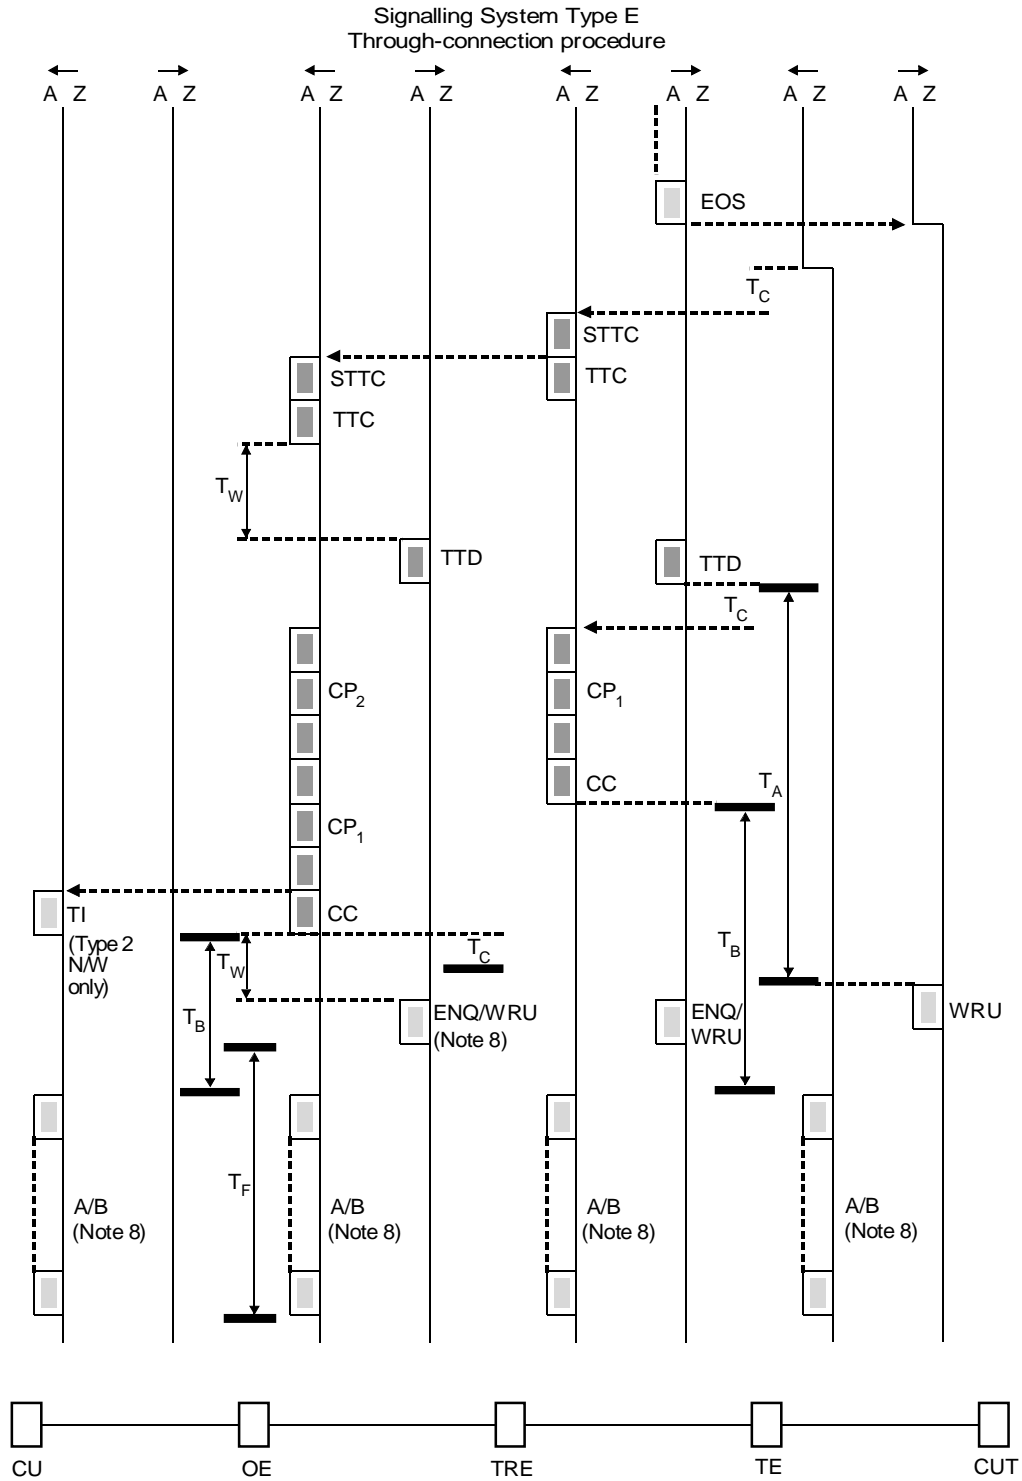 Signalling System Type E
Through-connection procedure
A Z A Z A Z A Z A Z A Z A Z A Z
EOS
TC
STTC
STTC
TTC
TTC
TW
TTD
TTD
TC
CP2
CP1
TA
CC
CP1
TI
CC
(Type 2
N/W
only)
TW
TC
TB
TB
ENQ/WRU
(Note 8)
ENQ/
WRU
WRU
TF
A/B
(Note 8)
A/B
(Note 8)
A/B
(Note 8)
A/B
(Note 8)
CU OE TRE TE CUT